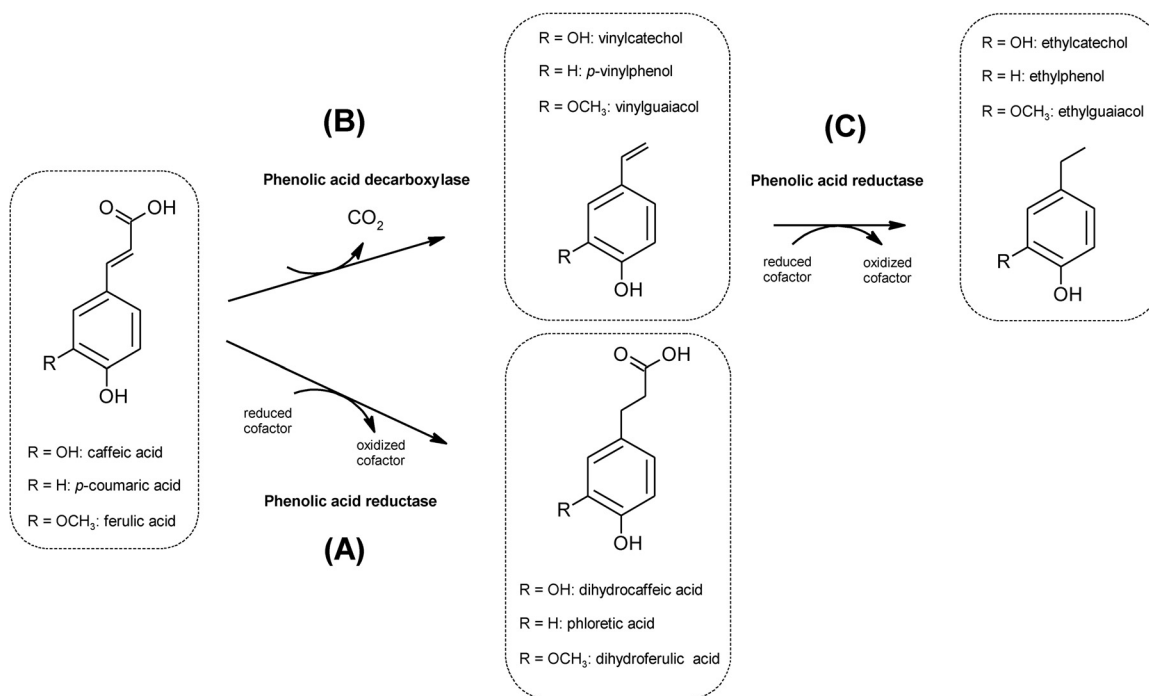 R = OH: vinylcatechol
R = H: p-vinylphenol
R = OCH₃: vinylguaiacol
R
OH
R = OH: ethylcatechol
R = H: ethylphenol
R = OCH₃: ethylguaiacol
R
OH
(B)
Phenolic acid decarboxylase
CO₂
(C)
Phenolic acid reductase
reduced
cofactor
oxidized
cofactor
O
OH
R
OH
R = OH: caffeic acid
R = H: p-coumaric acid
R = OCH₃: ferulic acid
reduced
cofactor
oxidized
cofactor
Phenolic acid reductase
(A)
O
OH
R
OH
R = OH: dihydrocaffeic acid
R = H: phloretic acid
R = OCH₃: dihydroferulic acid